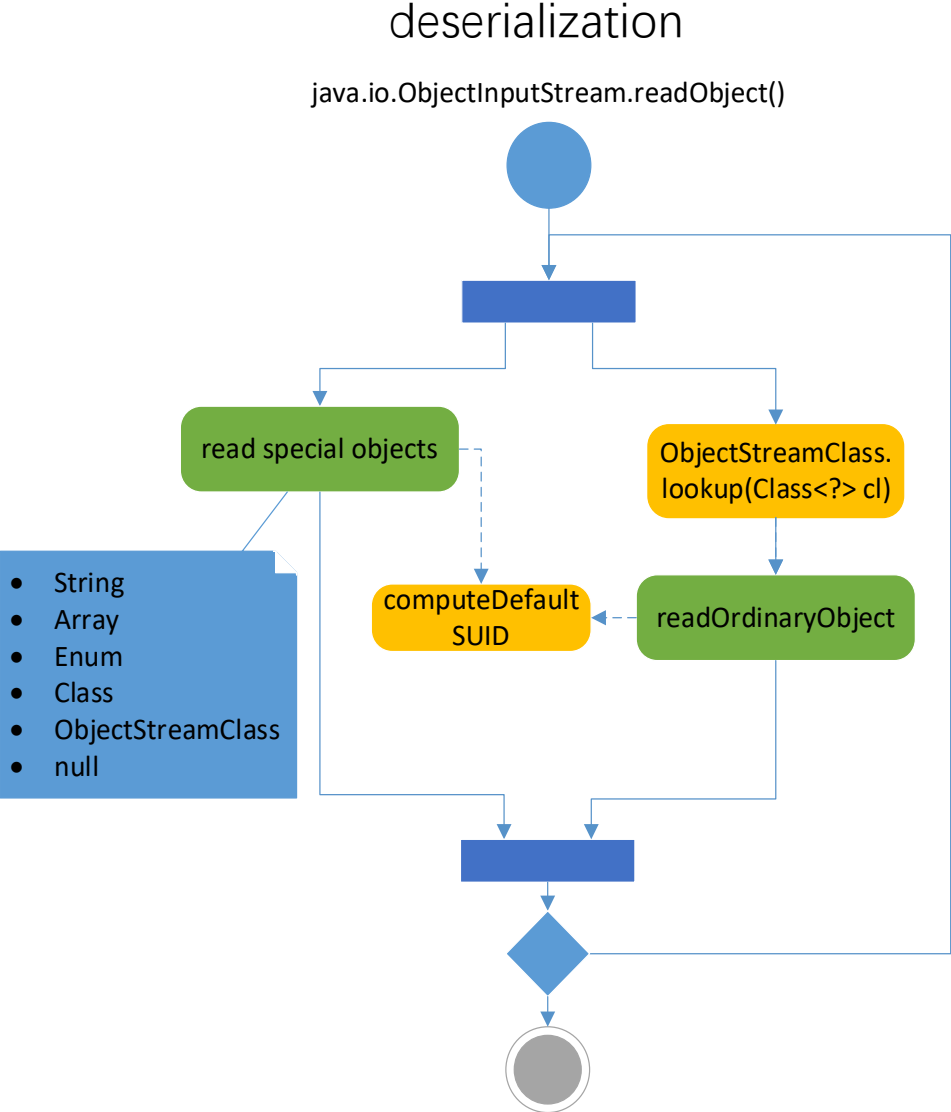 deserialization
java.io.ObjectInputStream.readObject()
read special objects
ObjectStreamClass.
lookup(Class<?> cl)
• String
• Array
• Enum
• Class
• ObjectStreamClass
• null
computeDefault
SUID
readOrdinaryObject